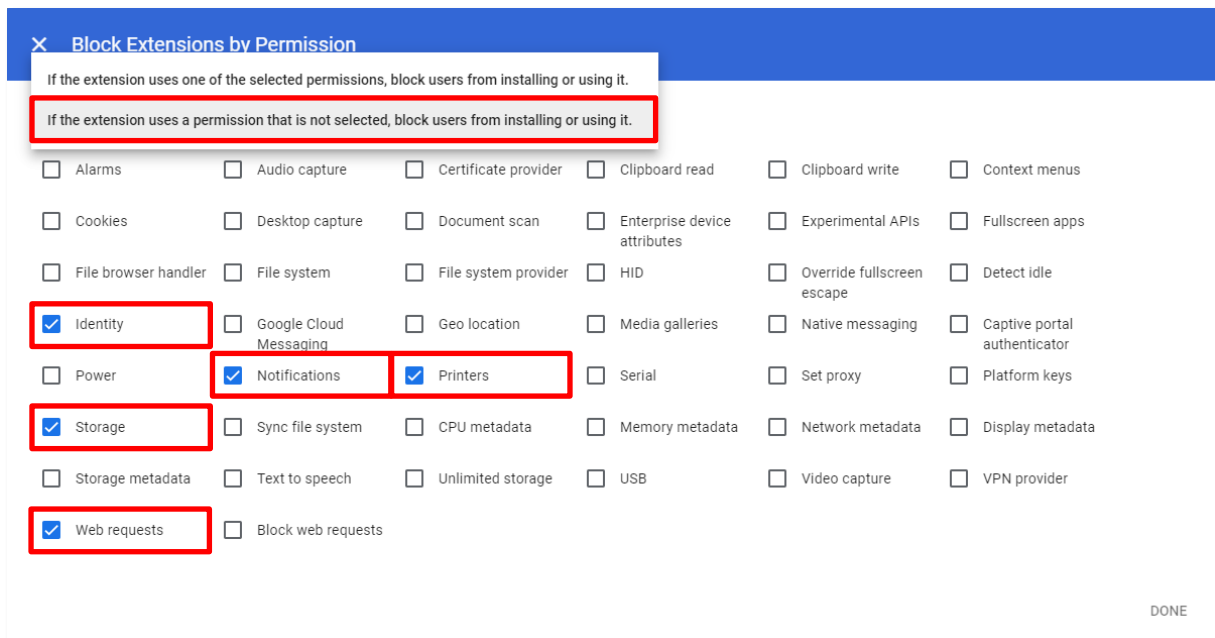 Block Extensions by Permission
If the extension uses one of the selected permissions, block users from installing or using it.
If the extension uses a permission that is not selected, block users from installing or using it.
Alarms
Audio capture
Certificate provider
Clipboard read
Clipboard write
Context menus
Cookies
Desktop capture
Document scan
Enterprise device
attributes
Experimental APIs
Fullscreen apps
File browser handler
File system
File system provider
HID
Override fullscreen
escape
Detect idle
Identity
Google Cloud
Messaging
Geo location
Media galleries
Native messaging
Captive portal
authenticator
Power
Notifications
Printers
Serial
Set proxy
Platform keys
Storage
Sync file system
CPU metadata
Memory metadata
Network metadata
Display metadata
Storage metadata
Text to speech
Unlimited storage
USB
Video capture
VPN provider
Web requests
Block web requests
DONE